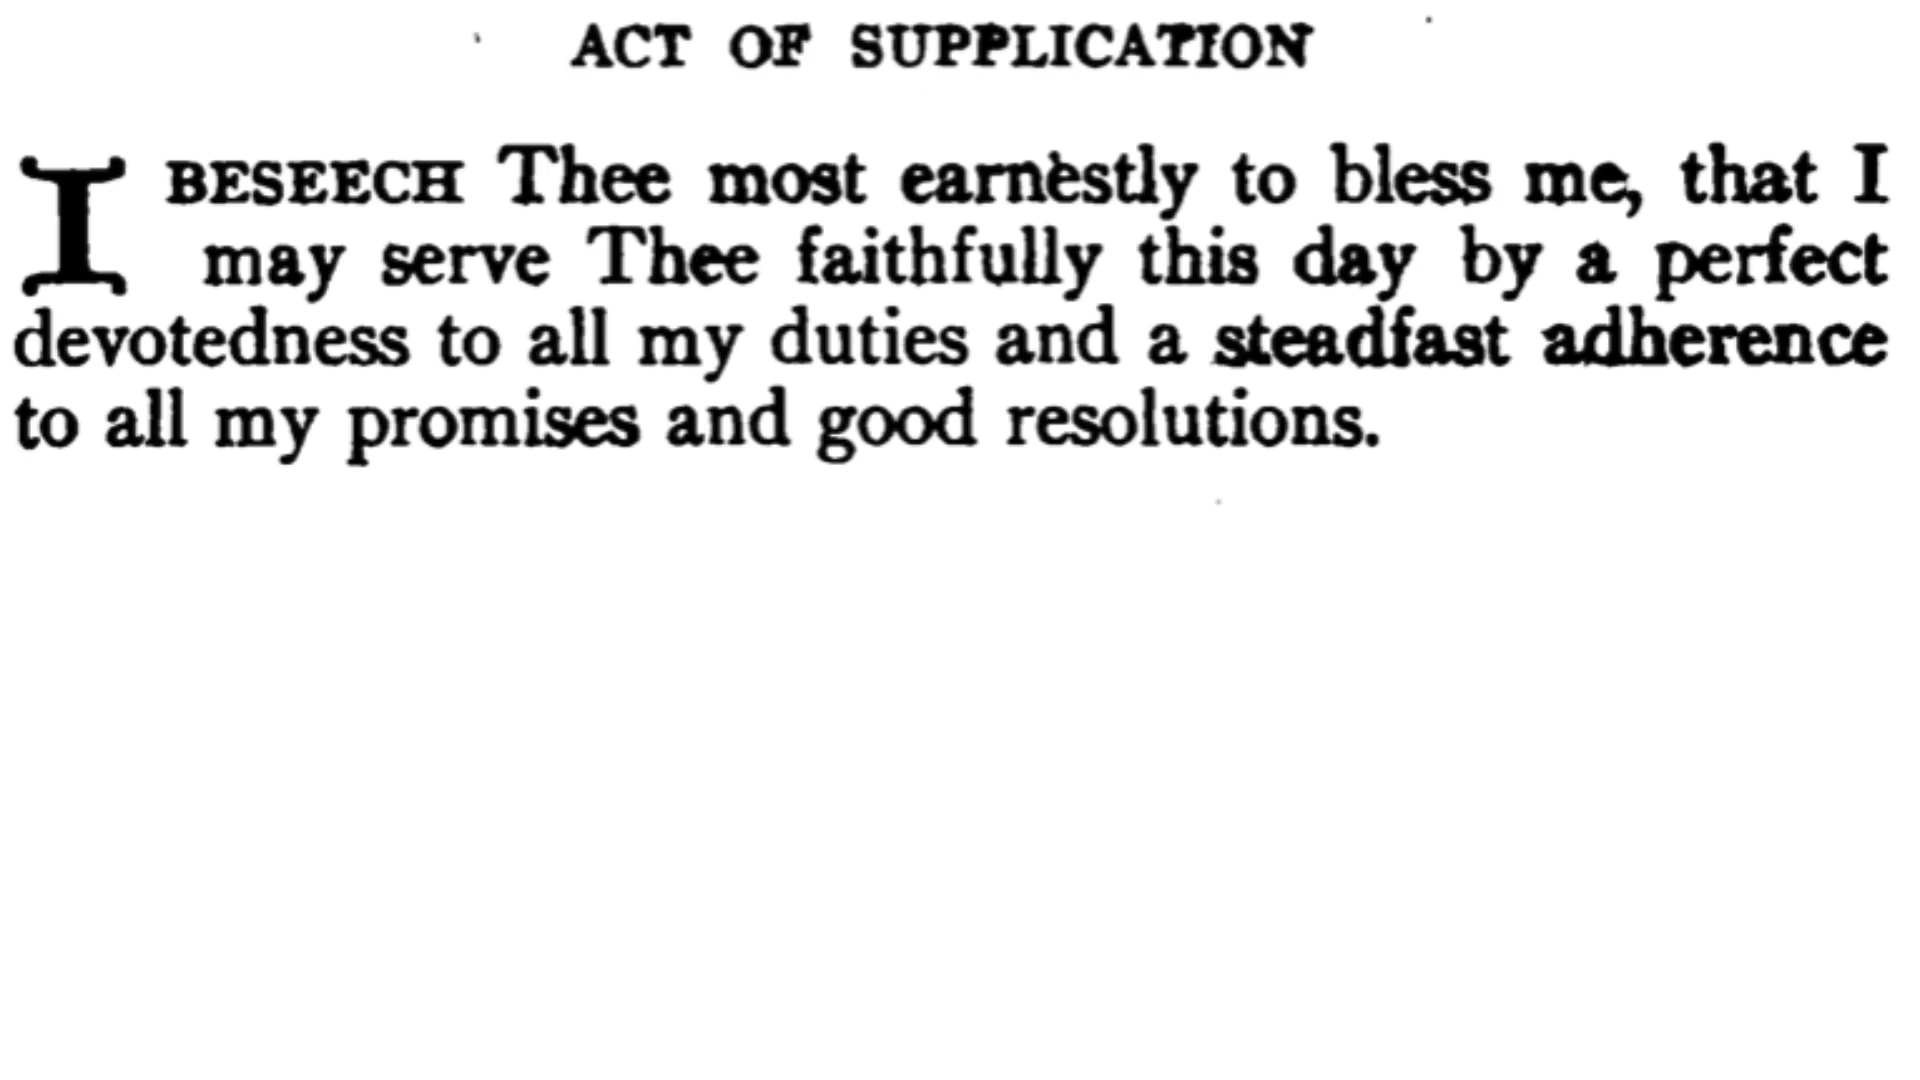 ACT OF SUPPLICATION
I BESEECH Thee most earnestly to bless me, that I
may serve Thee faithfully this day by a perfect
devotedness to all my duties and a steadfast adherence
to all my promises and good resolutions.